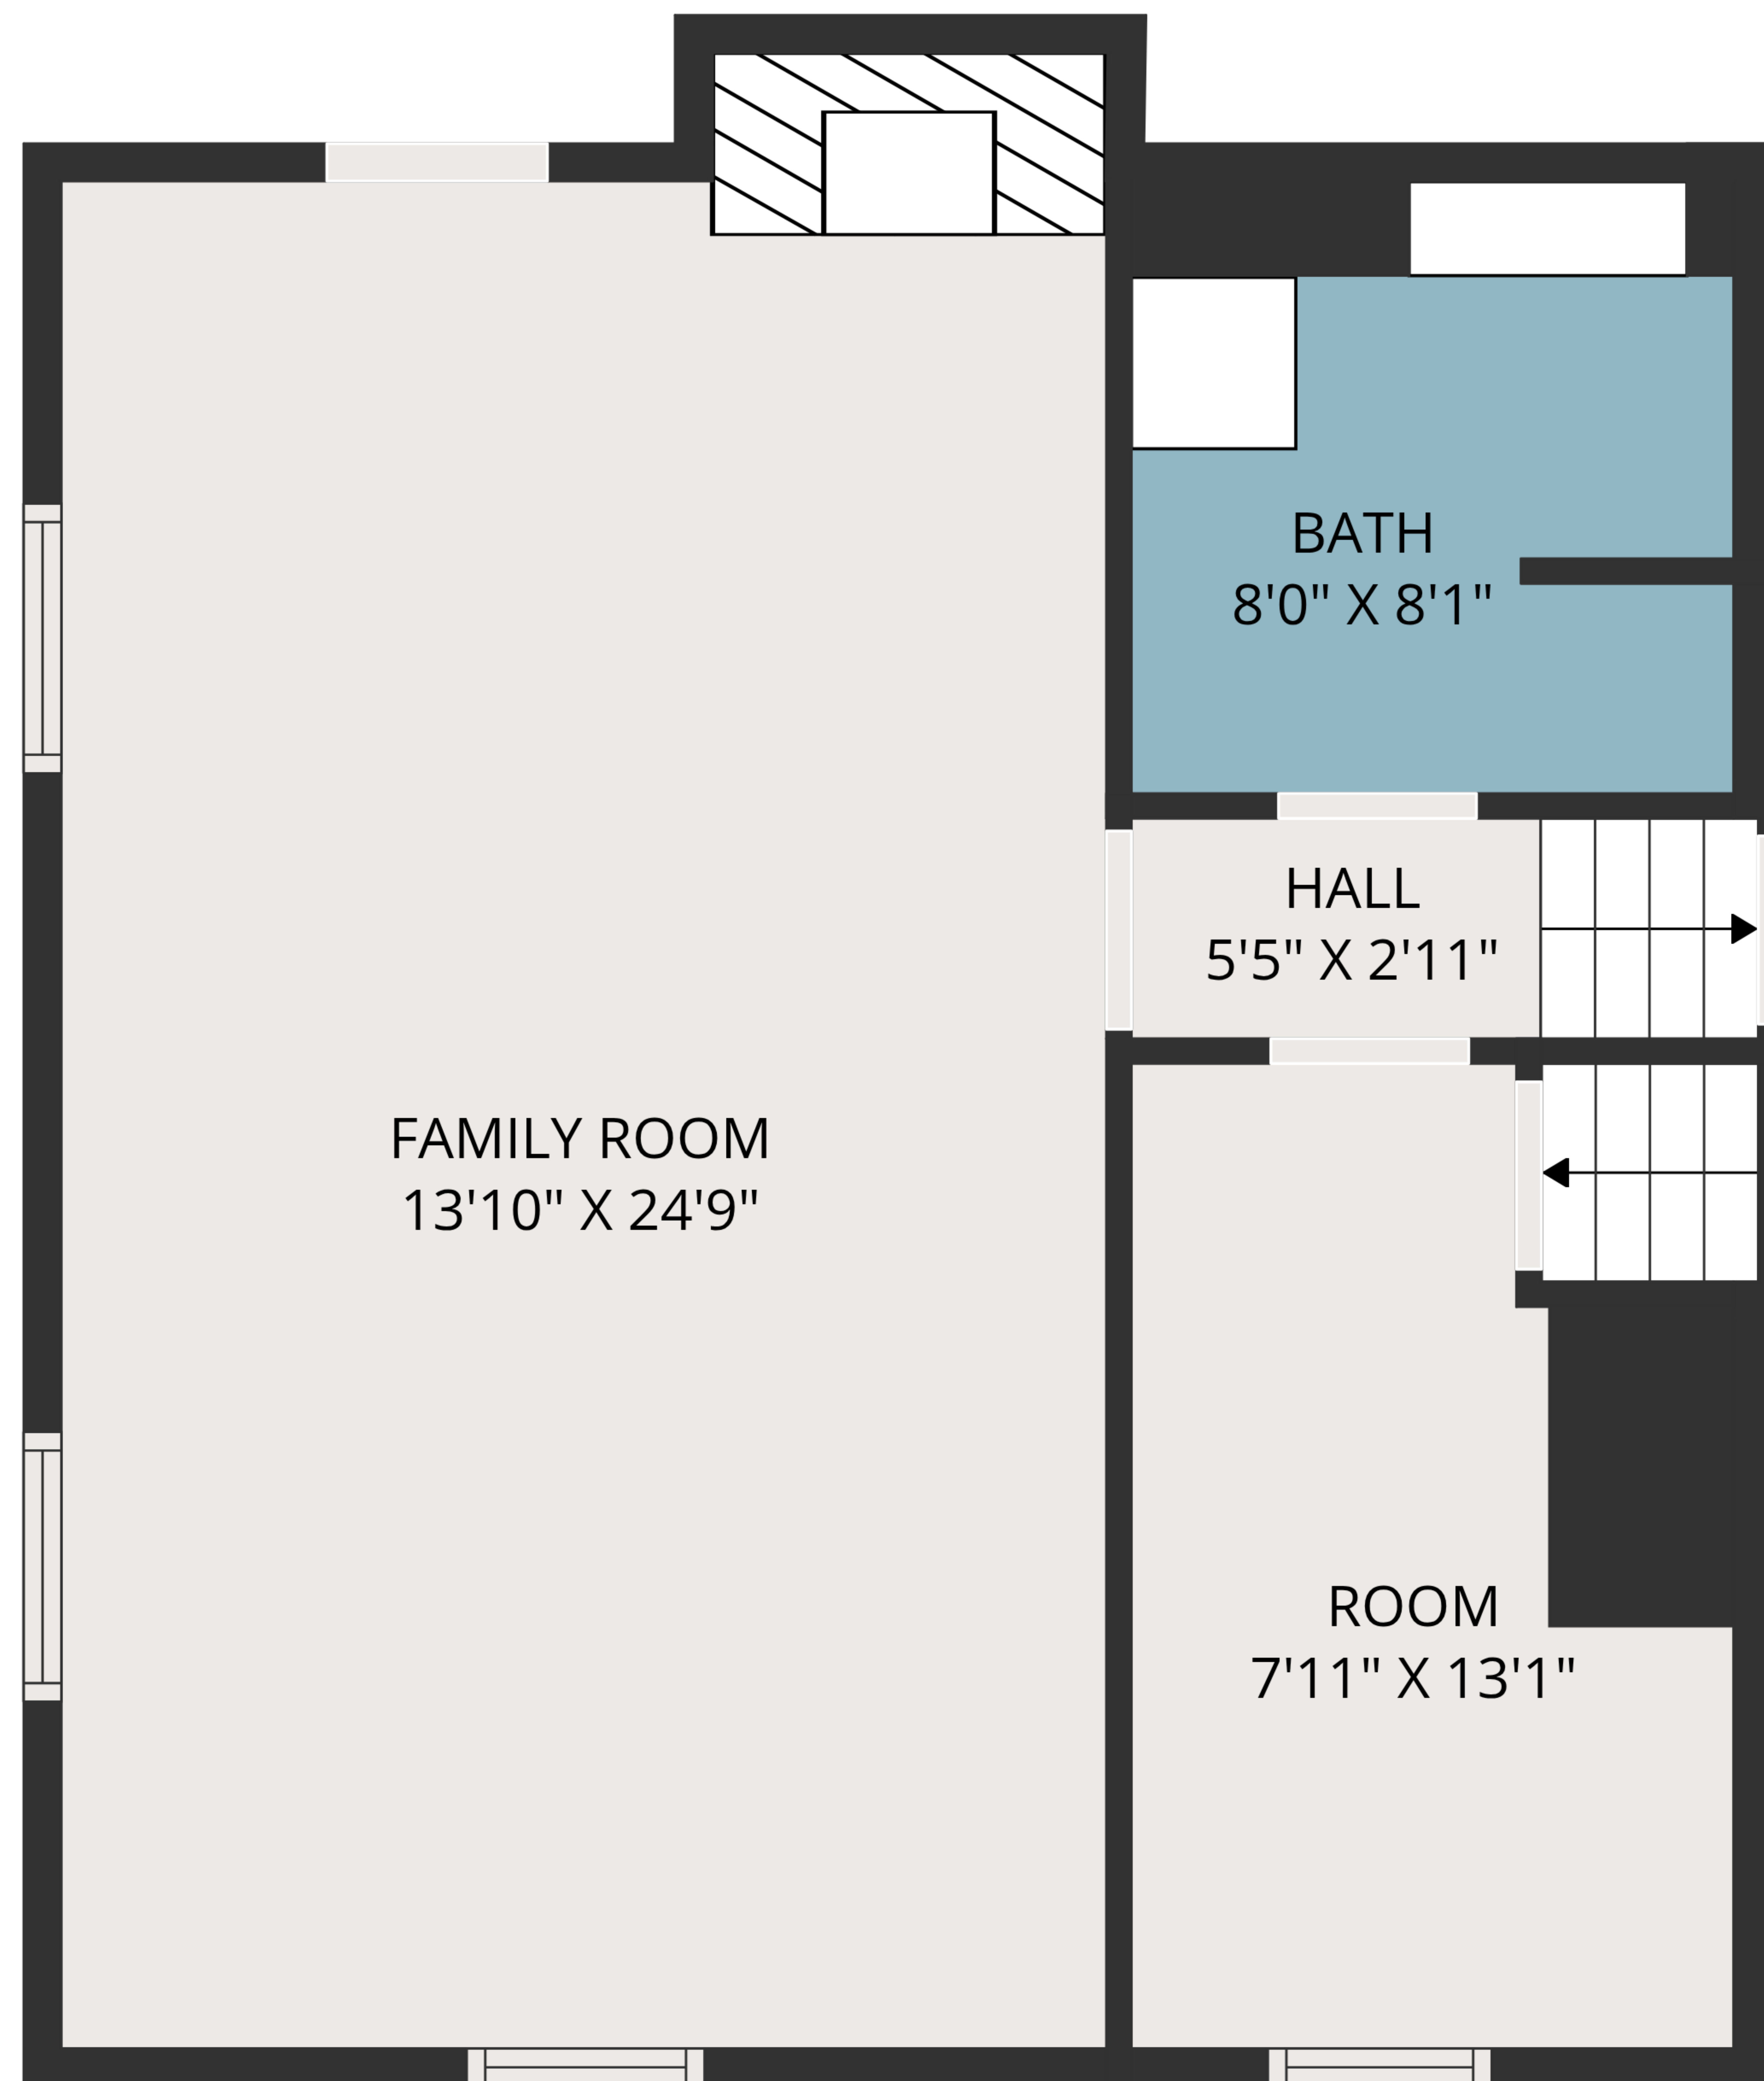 BATH
8'0" X 8'1"
HALL
5'5" X 2'11"
FAMILY ROOM
13'10" X 24'9"
ROOM
7'11" X 13'1"